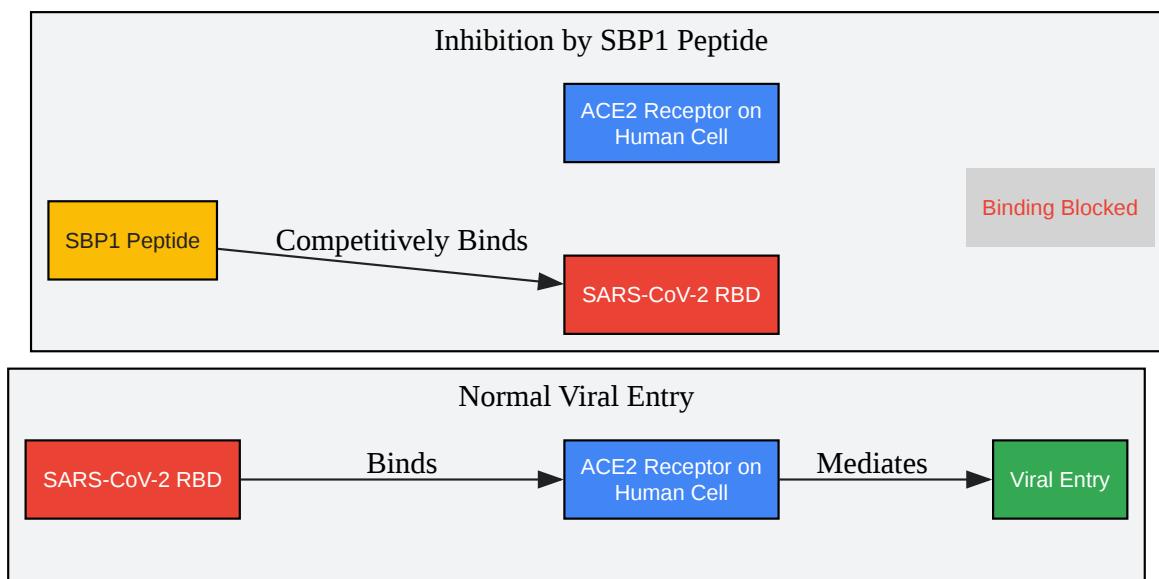 Inhibition by SBP1 Peptide
ACE2 Receptor on
Human Cell
Binding Blocked
SBP1 Peptide
Competitively Binds
SARS-CoV-2 RBD
Normal Viral Entry
SARS-CoV-2 RBD
Binds
ACE2 Receptor on
Human Cell
Mediates
Viral Entry